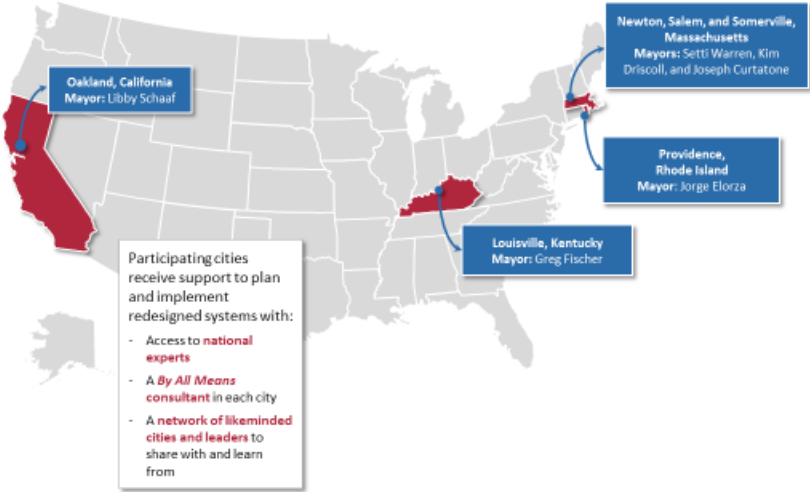 Newton, Salem, and Somerville,
Massachusetts
Mayors: Setti Warren, Kim
Driscoll, and Joseph Curtatone
Oakland, California
Mayor: Libby Schaaf
Providence,
Rhode Island
Mayor: Jorge Elorza
Louisville, Kentucky
Mayor: Greg Fischer
Participating cities
receive support to plan
and implement
redesigned systems with:
- Access to national
experts
- A By All Means
consultant in each city
- A network of likeminded
cities and leaders to
share with and learn
from